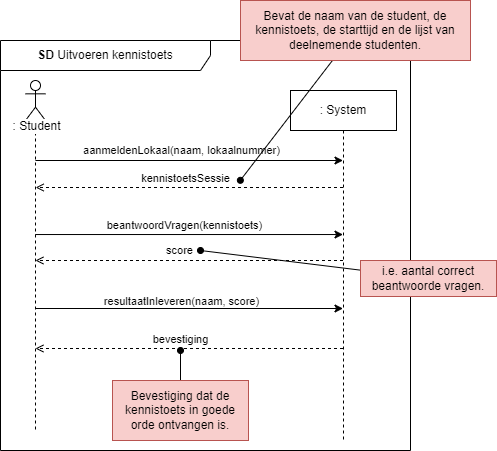 Bevat de naam van de student, de
kennistoets, de starttijd en de lijst van
deelnemende studenten.
SD Uitvoeren kennistoets
: Student
: System
aanmeldenLokaal(naam, lokaalnummer)
kennistoetsSessie
beantwoordVragen(kennistoets)
score
i.e. aantal correct
beantwoorde vragen.
resultaatInleveren(naam, score)
bevestiging
Bevestiging dat de
kennistoets in goede
orde ontvangen is.